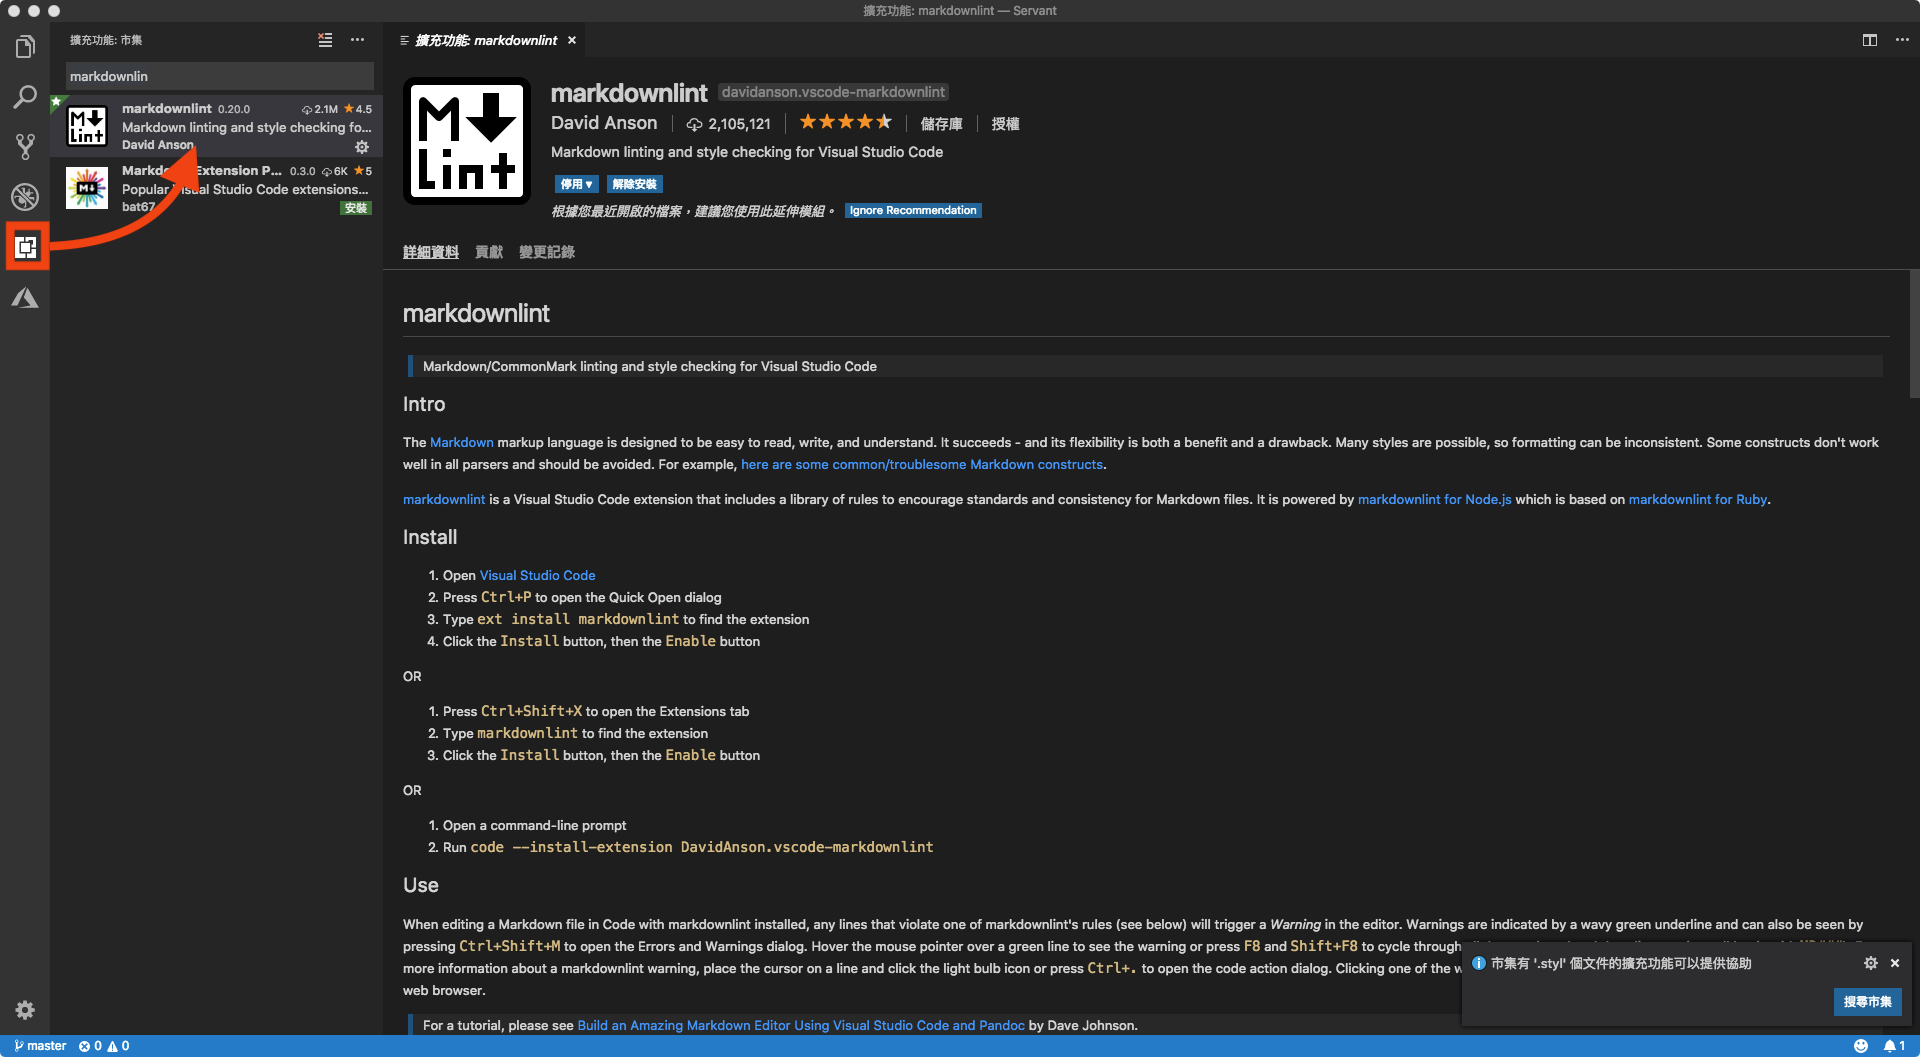 擴充功能: markdownlint — Servant
擴充功能: 市集
markdownlin
markdownlint 0.20.0 2.1M 4.5
Markdown linting and style checking fo...
David Anson
Extension P... 0.3.0 6K 5
Popular Studio Code extensions...
bat67
安裝
擴充功能: markdownlint
M
Lint
markdownlint davidanson.vscode-markdownlint
David Anson 2,105,121 儲存庫 授權
Markdown linting and style checking for Visual Studio Code
停用 解除安裝
根據您最近開啟的檔案，建議您使用此延伸模組。 Ignore Recommendation
詳細資料 貢獻 變更記錄
markdownlint
Markdown/CommonMark linting and style checking for Visual Studio Code
Intro
The Markdown markup language is designed to be easy to read, write, and understand. It succeeds - and its flexibility is both a benefit and a drawback. Many styles are possible, so formatting can be inconsistent. Some constructs don't work
well in all parsers and should be avoided. For example, here are some common/troublesome Markdown constructs.
markdownlint is a Visual Studio Code extension that includes a library of rules to encourage standards and consistency for Markdown files. It is powered by markdownlint for Node.js which is based on markdownlint for Ruby.
Install
1. Open Visual Studio Code
2. Press Ctrl+P to open the Quick Open dialog
3. Type ext install markdownlint to find the extension
4. Click the Install button, then the Enable button
OR
1. Press Ctrl+Shift+X to open the Extensions tab
2. Type markdownlint to find the extension
3. Click the Install button, then the Enable button
OR
1. Open a command-line prompt
2. Run code --install-extension DavidAnson.vscode-markdownlint
Use
When editing a Markdown file in Code with markdownlint installed, any lines that violate one of markdownlint's rules (see below) will trigger a Warning in the editor. Warnings are indicated by a wavy green underline and can also be seen by
pressing Ctrl+Shift+M to open the Errors and Warnings dialog. Hover the mouse pointer over a green line to see the warning or press F8 and Shift+F8 to cycle through
more information about a markdownlint warning, place the cursor on a line and click the light bulb icon or press Ctrl+. to open the code action dialog. Clicking one of the
web browser.
For a tutorial, please see Build an Amazing Markdown Editor Using Visual Studio Code and Pandoc by Dave Johnson.
市集有 '.styl' 個文件的擴充功能可以提供協助
搜尋市集
master 0 0 1